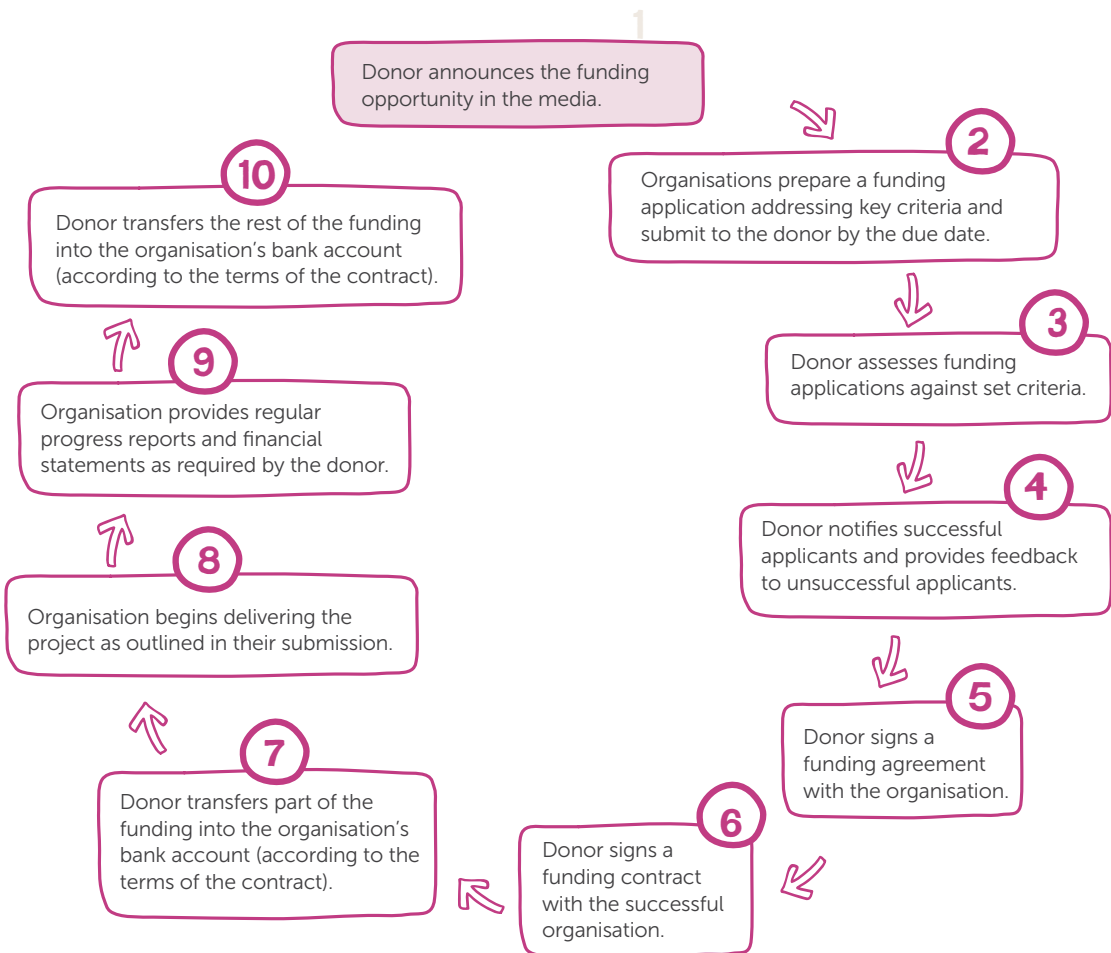 1
Donor announces the funding
opportunity in the media.
2
Organisations prepare a funding
application addressing key criteria and
submit to the donor by the due date.
3
Donor assesses funding
applications against set criteria.
4
Donor notifies successful
applicants and provides feedback
to unsuccessful applicants.
5
Donor signs a
funding agreement
with the organisation.
6
Donor signs a
funding contract
with the successful
organisation.
7
Donor transfers part of the
funding into the organisation's
bank account (according to the
terms of the contract).
8
Organisation begins delivering the
project as outlined in their submission.
9
Organisation provides regular
progress reports and financial
statements as required by the donor.
10
Donor transfers the rest of the funding
into the organisation's bank account
(according to the terms of the contract).